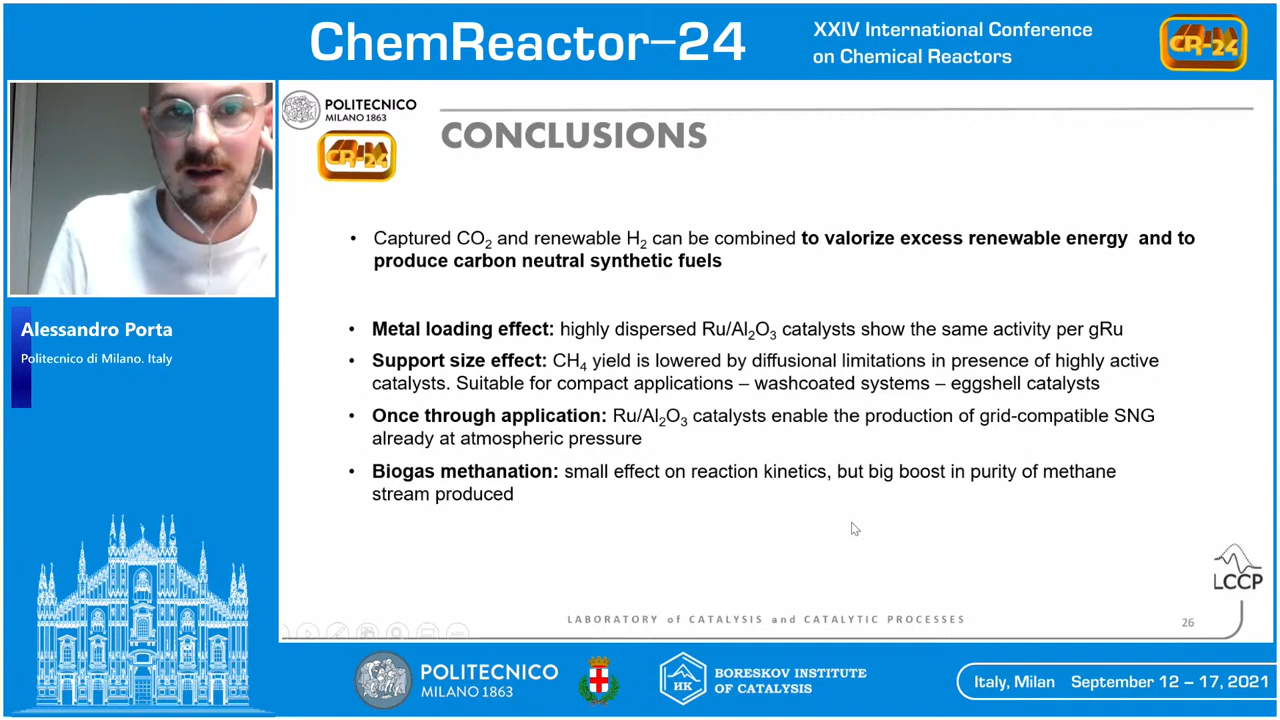 ChemReactor–24
XXIV International Conference
on Chemical Reactors
CR-24
POLITECNICO
MILANO 1863
CR-24
CONCLUSIONS
• Captured CO₂ and renewable H₂ can be combined to valorize excess renewable energy and to
produce carbon neutral synthetic fuels
• Metal loading effect: highly dispersed Ru/Al₂O₃ catalysts show the same activity per gRu
• Support size effect: CH₄ yield is lowered by diffusional limitations in presence of highly active
catalysts. Suitable for compact applications – washcoated systems – eggshell catalysts
• Once through application: Ru/Al₂O₃ catalysts enable the production of grid-compatible SNG
already at atmospheric pressure
• Biogas methanation: small effect on reaction kinetics, but big boost in purity of methane
stream produced
Alessandro Porta
Politecnico di Milano. Italy
LCCP
LABORATORY of CATALYSIS and CATALYTIC PROCESSES
26
POLITECNICO
MILANO 1863
ИК
BORESKOV INSTITUTE
OF CATALYSIS
Italy, Milan September 12 – 17, 2021